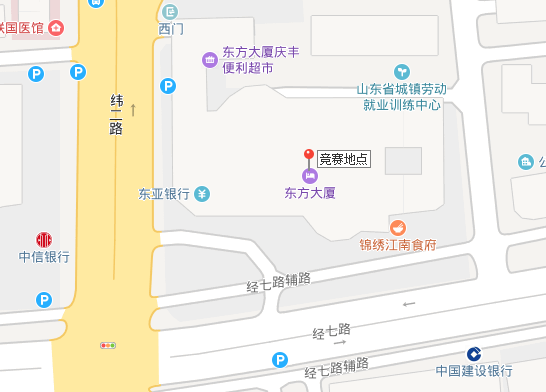 联国医馆
西门
东方大厦庆丰
便利超市
山东省城镇劳动
就业训练中心
纬二路
竞赛地点
东方大厦
东亚银行
锦绣江南食府
中信银行
经七路辅路
经七路
经七路辅路
中国建设银行
P
P
P
P
P